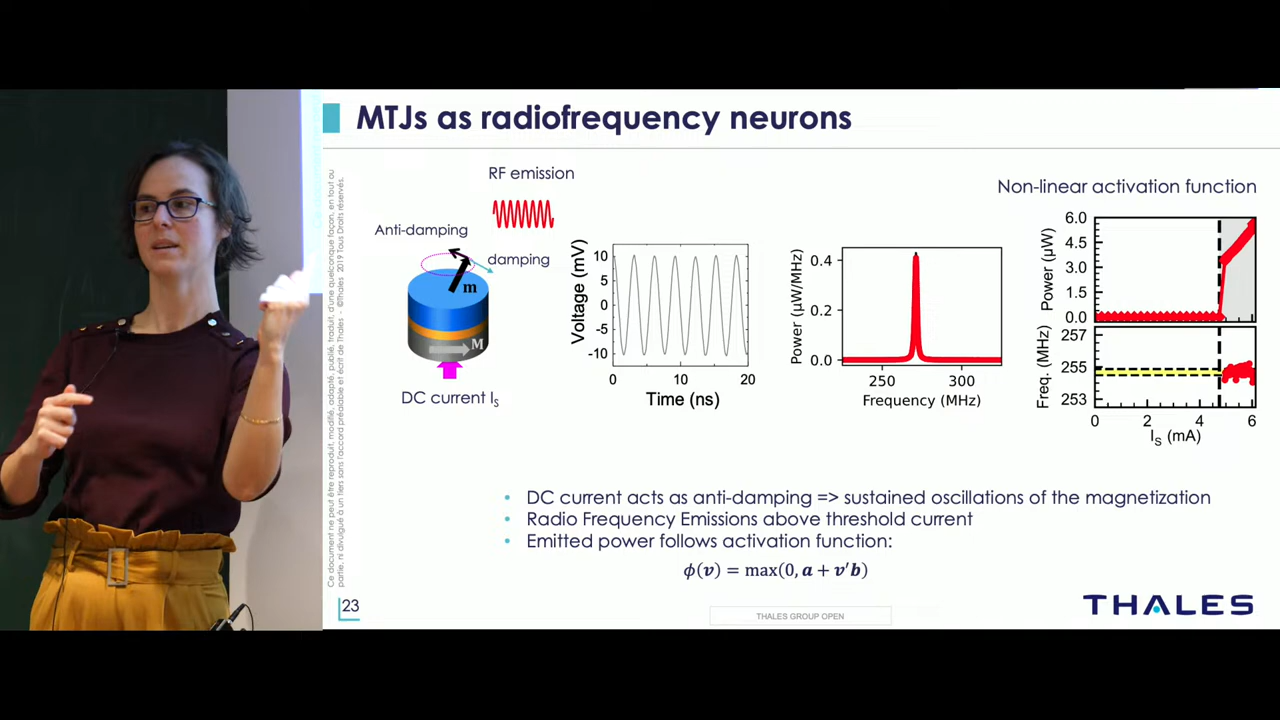 MTJs as radiofrequency neurons
RF emission
Anti-damping
damping
m
M
DC current Is
Voltage (mV)
10
5
0
-5
-10
0
10
20
Time (ns)
Power (μW/MHz)
0.4
0.2
0.0
250
300
Frequency (MHz)
Non-linear activation function
Power (μW)
6.0
4.5
3.0
1.5
0.0
Freq. (MHz)
257
255
253
0
2
4
6
Is (mA)
• DC current acts as anti-damping => sustained oscillations of the magnetization
• Radio Frequency Emissions above threshold current
• Emitted power follows activation function:
ϕ(v) = max(0, a + v'b)
Ce document ne peut être reproduit, modifié, adapté, publié, traduit, d'une quelconque façon, en tout ou
partie, ni divulgué à un tiers sans l'accord préalable et écrit de Thales - ©Thales 2019 Tous Droits réservés.
23
THALES GROUP OPEN
THALES